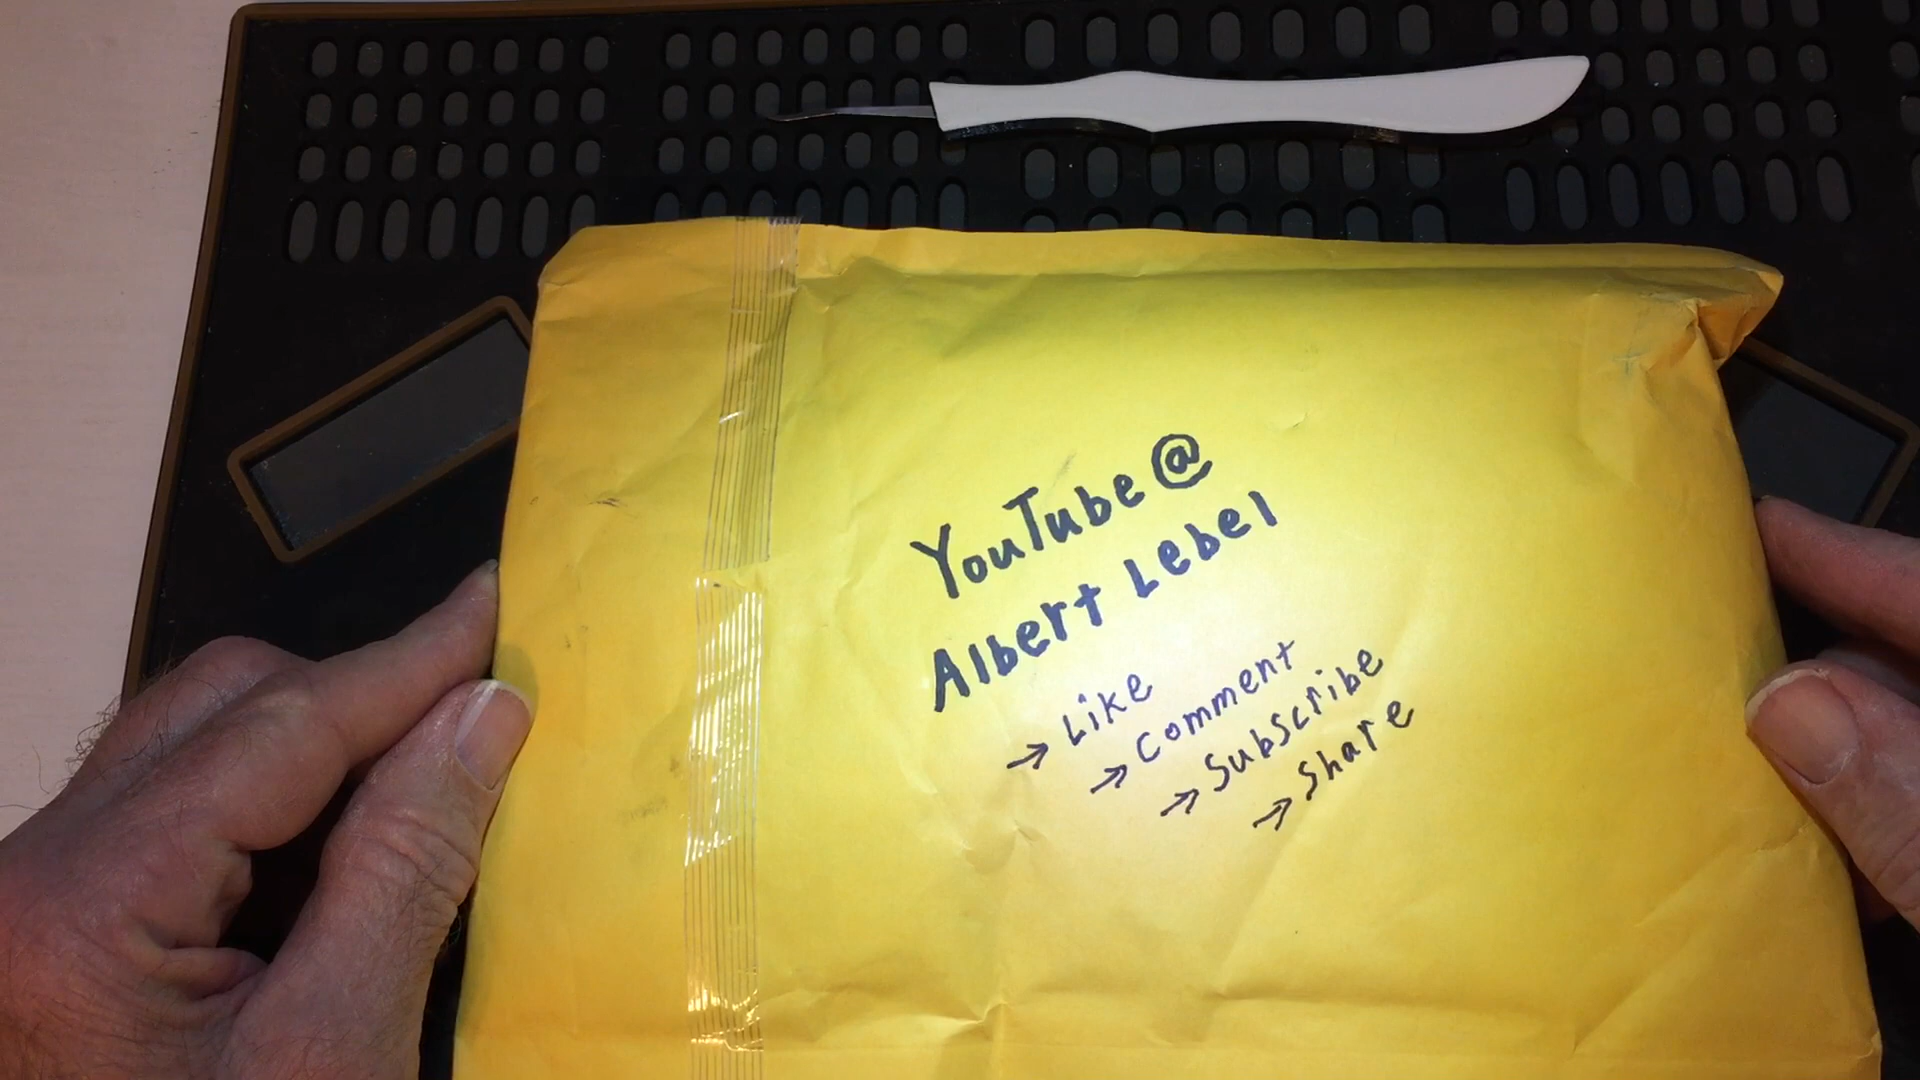 YouTube@
Albert Lebel
→ Like
→ Comment
→ Subscribe
→ Share